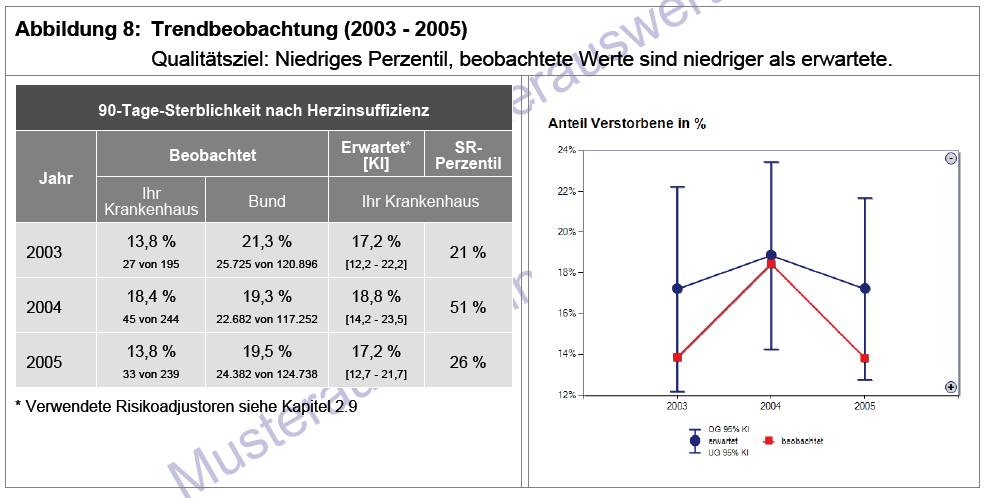 Abbildung 8: Trendbeobachtung (2003 - 2005)
Qualitätsziel: Niedriges Perzentil, beobachtete Werte sind niedriger als erwartete.
90-Tage-Sterblichkeit nach Herzinsuffizienz
Jahr
Beobachtet
Erwartet*
[KI]
SR-
Perzentil
Ihr
Krankenhaus
Bund
Ihr Krankenhaus
2003
13,8 %
27 von 195
21,3 %
25.725 von 120.896
17,2 %
[12,2 - 22,2]
21 %
2004
18,4 %
45 von 244
19,3 %
22.682 von 117.252
18,8 %
[14,2 - 23,5]
51 %
2005
13,8 %
33 von 239
19,5 %
24.382 von 124.738
17,2 %
[12,7 - 21,7]
26 %
* Verwendete Risikoadjustoren siehe Kapitel 2.9
Anteil Verstorbene in %
24%
22%
20%
18%
16%
14%
12%
2003 2004 2005
OG 95% KI
erwartet
UG 95% KI
beobachtet